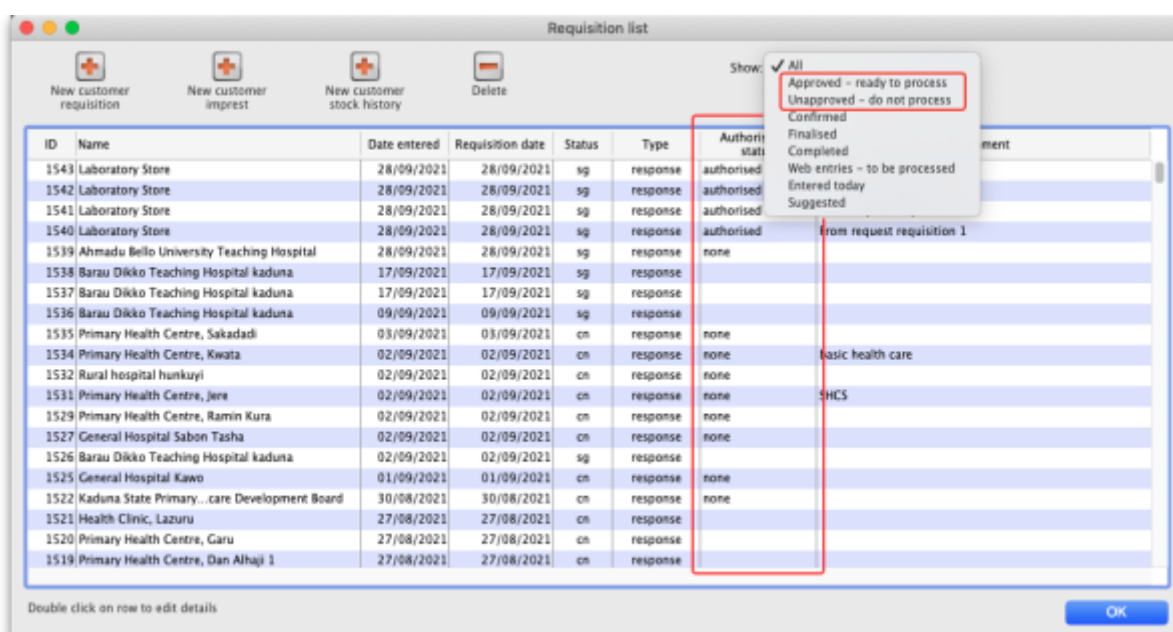 Requisition list
New customer requisition
New customer imprest
New customer stock history
Delete
Show: ✓ All
Approved – ready to process
Unapproved – do not process
Confirmed
Finalised
Completed
Web entries – to be processed
Entered today
Suggested
ID Name Date entered Requisition date Status Type
1543 Laboratory Store 28/09/2021 28/09/2021 sg response authorised
1542 Laboratory Store 28/09/2021 28/09/2021 sg response authorised
1541 Laboratory Store 28/09/2021 28/09/2021 sg response authorised
1540 Laboratory Store 28/09/2021 28/09/2021 sg response authorised From request requisition 1
1539 Ahmadu Bello University Teaching Hospital 28/09/2021 28/09/2021 sg response none
1538 Barau Dikko Teaching Hospital kaduna 17/09/2021 17/09/2021 sg response
1537 Barau Dikko Teaching Hospital kaduna 17/09/2021 17/09/2021 sg response
1536 Barau Dikko Teaching Hospital kaduna 09/09/2021 09/09/2021 sg response
1535 Primary Health Centre, Sakadadi 03/09/2021 03/09/2021 cn response none
1534 Primary Health Centre, Kwata 02/09/2021 02/09/2021 cn response none basic health care
1532 Rural hospital hunkuyi 02/09/2021 02/09/2021 cn response none
1531 Primary Health Centre, Jere 02/09/2021 02/09/2021 cn response none SHCS
1529 Primary Health Centre, Ramin Kura 02/09/2021 02/09/2021 cn response none
1527 General Hospital Sabon Tasha 02/09/2021 02/09/2021 cn response none
1526 Barau Dikko Teaching Hospital kaduna 02/09/2021 02/09/2021 sg response
1525 General Hospital Kawo 01/09/2021 01/09/2021 cn response none
1522 Kaduna State Primary...care Development Board 30/08/2021 30/08/2021 cn response none
1521 Health Clinic, Lazuru 27/08/2021 27/08/2021 cn response
1520 Primary Health Centre, Garu 27/08/2021 27/08/2021 cn response
1519 Primary Health Centre, Dan Alhaji 1 27/08/2021 27/08/2021 cn response
Double click on row to edit details
OK